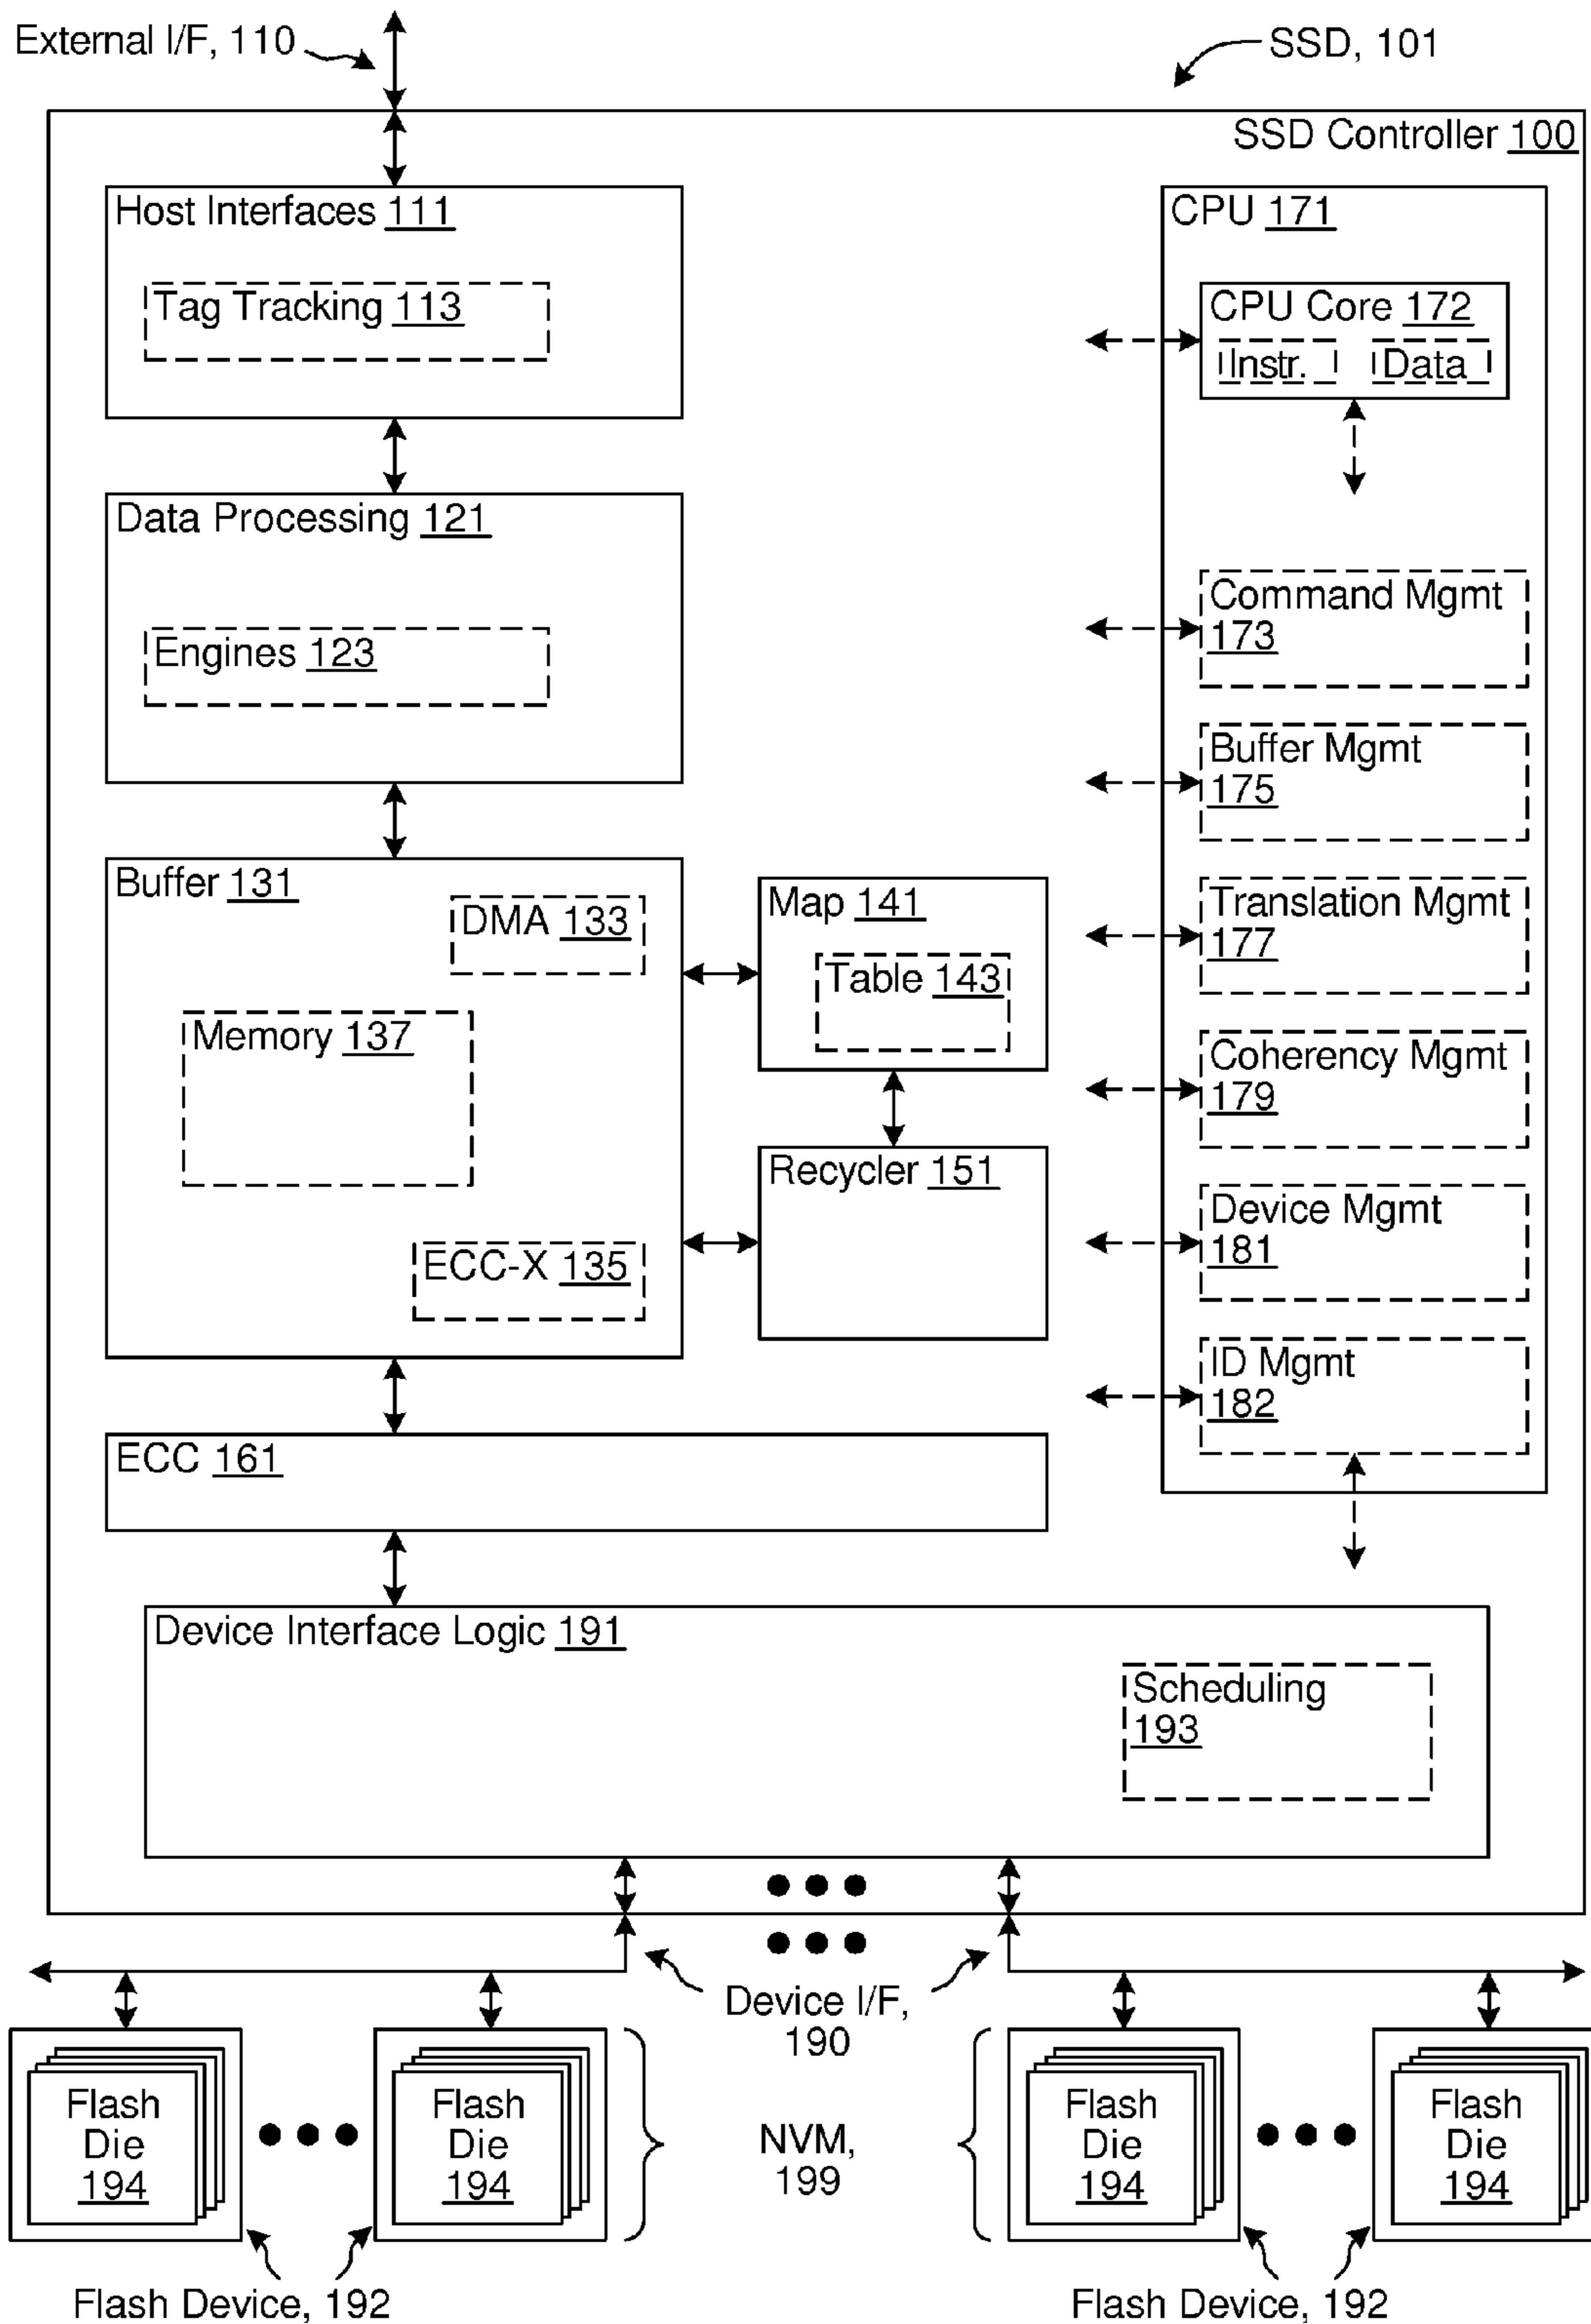 External I/F, 110
SSD, 101
SSD Controller 100
Host Interfaces 111
Tag Tracking 113
Data Processing 121
Engines 123
Buffer 131
DMA 133
Memory 137
ECC-X 135
Map 141
Table 143
Recycler 151
ECC 161
CPU 171
CPU Core 172
Instr. Data
Command Mgmt
173
Buffer Mgmt
175
Translation Mgmt
177
Coherency Mgmt
179
Device Mgmt
181
ID Mgmt
182
Device Interface Logic 191
Scheduling
193
Device I/F,
190
Flash
Die
194
Flash
Die
194
NVM,
199
Flash
Die
194
Flash
Die
194
Flash Device, 192
Flash Device, 192